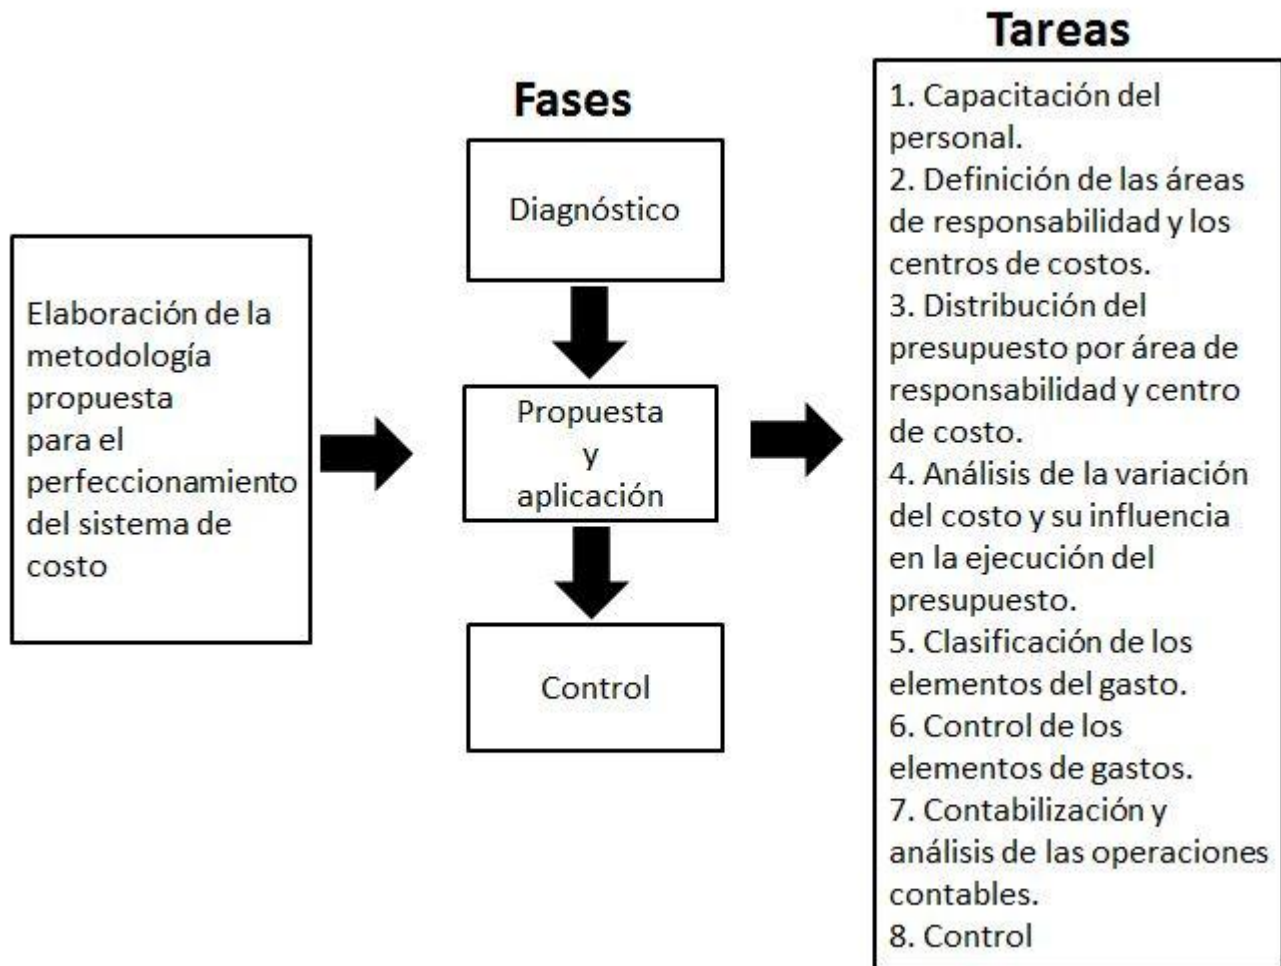 Elaboración de la
metodología
propuesta
para el
perfeccionamiento
del sistema de
costo
Fases
Diagnóstico
Propuesta
y
aplicación
Control
Tareas
1. Capacitación del
personal.
2. Definición de las áreas
de responsabilidad y los
centros de costos.
3. Distribución del
presupuesto por área de
responsabilidad y centro
de costo.
4. Análisis de la variación
del costo y su influencia
en la ejecución del
presupuesto.
5. Clasificación de los
elementos del gasto.
6. Control de los
elementos de gastos.
7. Contabilización y
análisis de las operaciones
contables.
8. Control